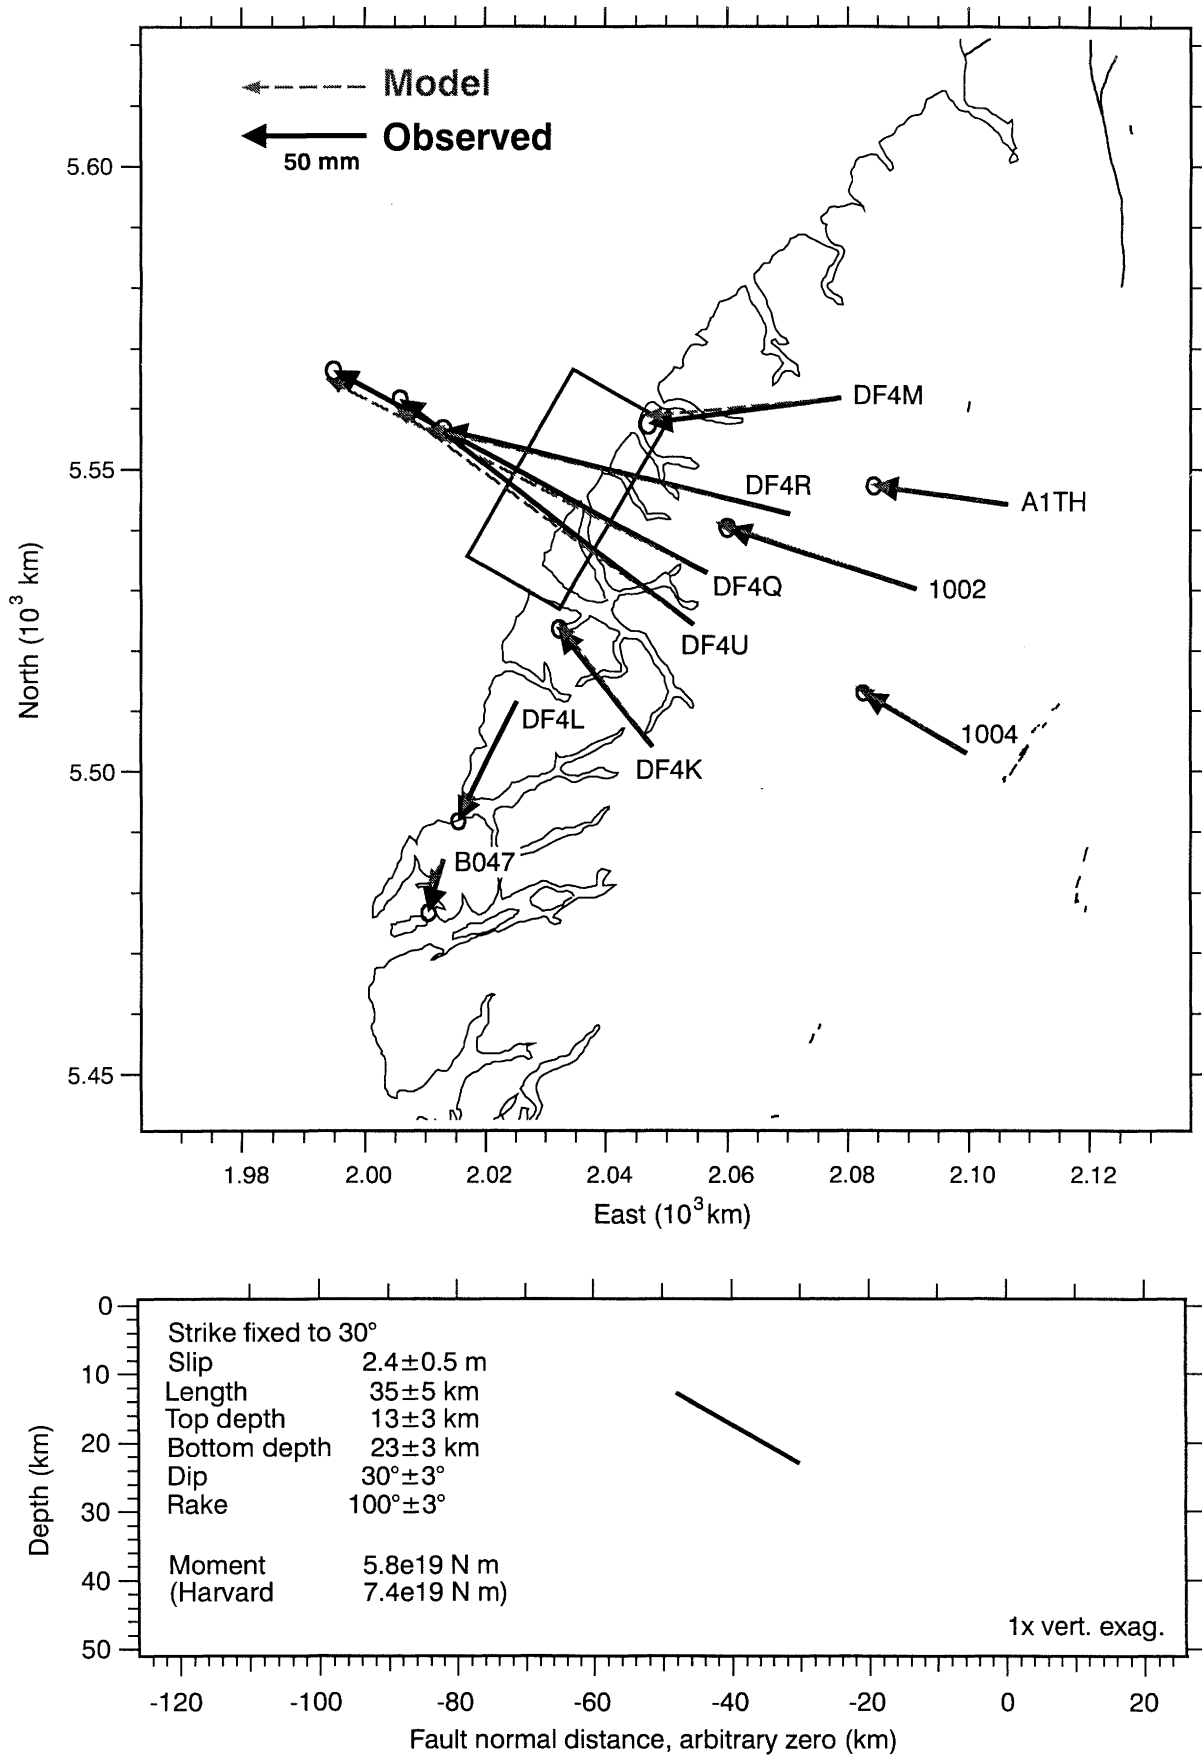 Model
Observed
50 mm
5.60
5.55
5.50
5.45
North (10³ km)
DF4M
DF4R
A1TH
DF4Q
1002
DF4U
DF4L
DF4K
1004
B047
1.98 2.00 2.02 2.04 2.06 2.08 2.10 2.12
East (10³km)
0
10
20
30
40
50
Depth (km)
Strike fixed to 30°
Slip 2.4±0.5 m
Length 35±5 km
Top depth 13±3 km
Bottom depth 23±3 km
Dip 30°±3°
Rake 100°±3°
Moment 5.8e19 N m
(Harvard 7.4e19 N m)
1x vert. exag.
-120 -100 -80 -60 -40 -20 0 20
Fault normal distance, arbitrary zero (km)